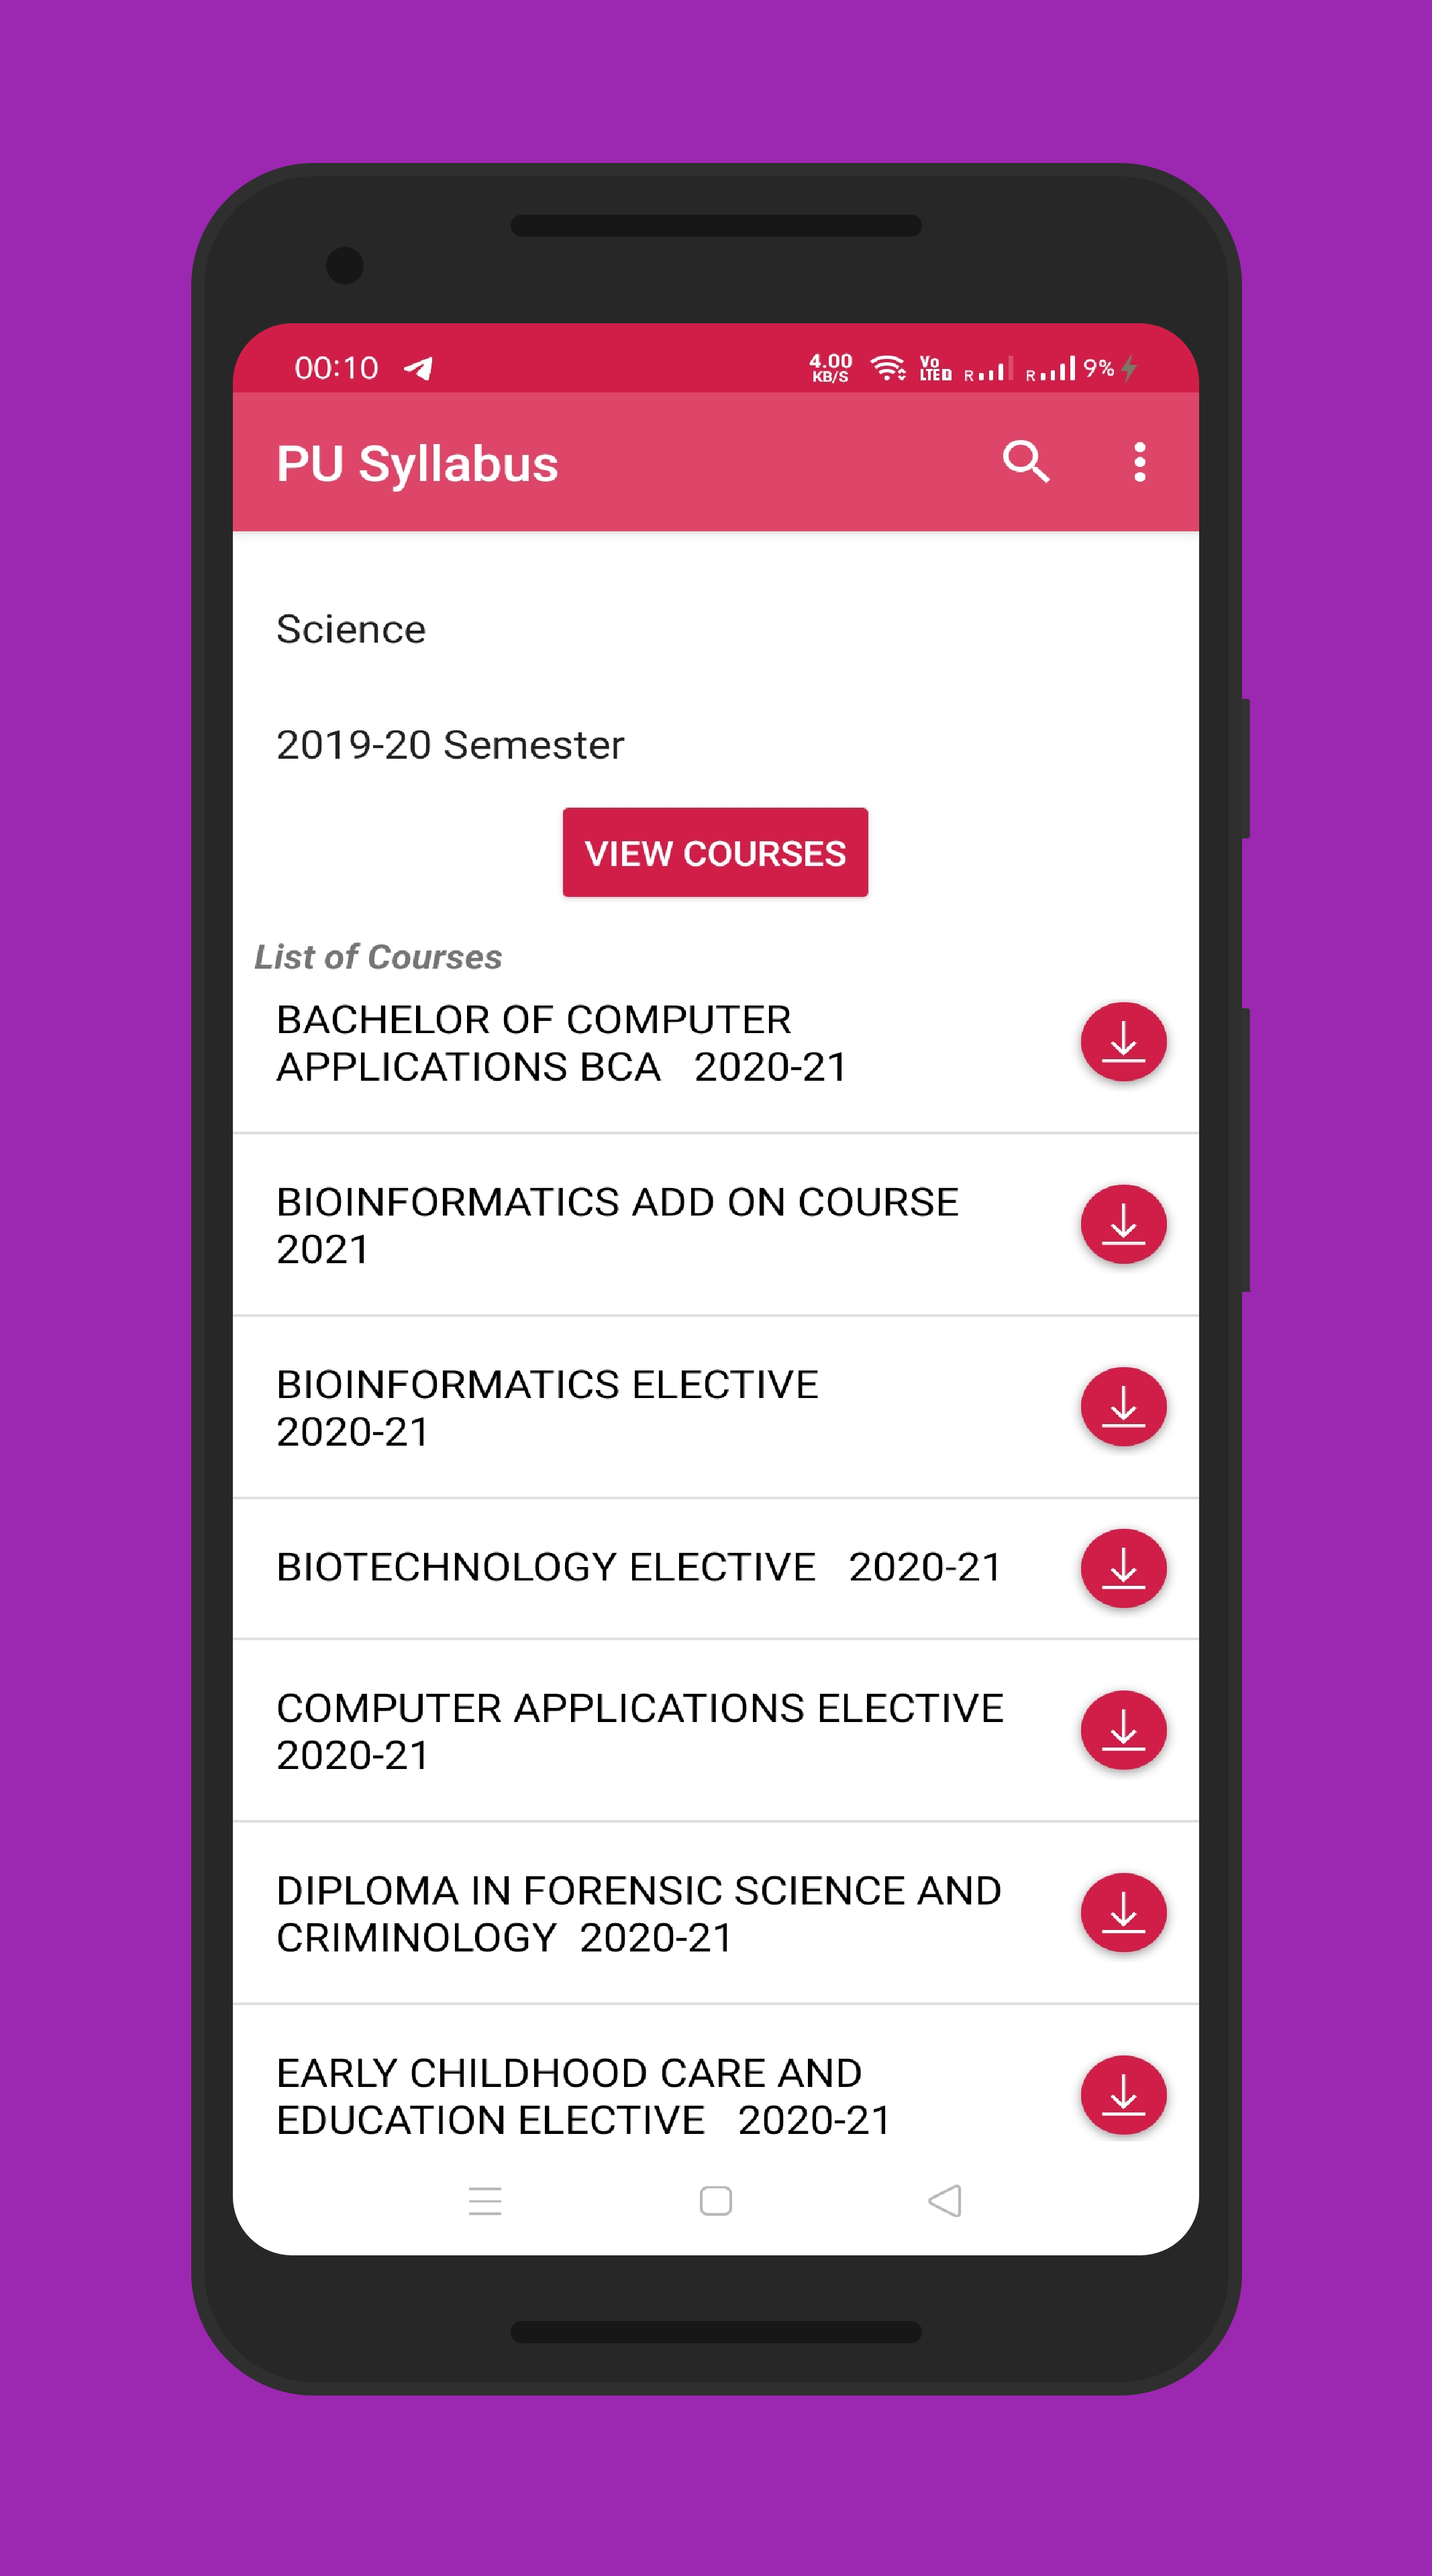 00:10 4.00 KB/S Vo LTE R R 9%
PU Syllabus
Science
2019-20 Semester
VIEW COURSES
List of Courses
BACHELOR OF COMPUTER
APPLICATIONS BCA 2020-21
BIOINFORMATICS ADD ON COURSE
2021
BIOINFORMATICS ELECTIVE
2020-21
BIOTECHNOLOGY ELECTIVE 2020-21
COMPUTER APPLICATIONS ELECTIVE
2020-21
DIPLOMA IN FORENSIC SCIENCE AND
CRIMINOLOGY 2020-21
EARLY CHILDHOOD CARE AND
EDUCATION ELECTIVE 2020-21